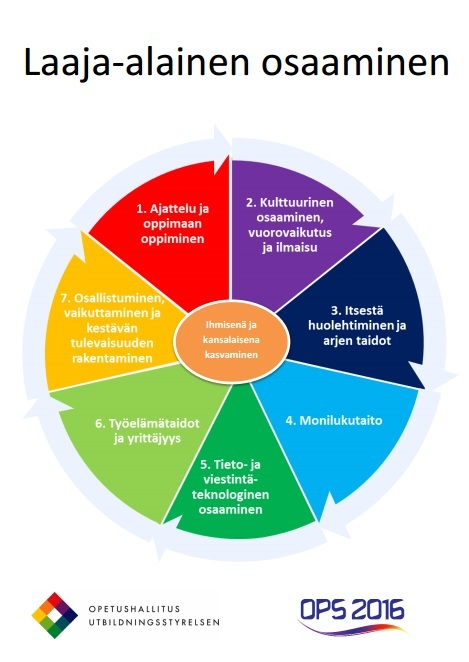 Laaja-alainen osaaminen
1. Ajattelu ja
oppimaan
oppiminen
2. Kulttuurinen
osaaminen,
vuorovaikutus
ja ilmaisu
3. Itsestä
huolehtiminen ja
arjen taidot
4. Monilukutaito
5. Tieto- ja
viestintä-
teknologinen
osaaminen
6. Työelämätaidot
ja yrittäjyys
7. Osallistuminen,
vaikuttaminen ja
kestävän
tulevaisuuden
rakentaminen
Ihmisenä ja
kansalaisena
kasvaminen
OPETUSHALLITUS
UTBILDNINGSSTYRELSEN
OPS 2016